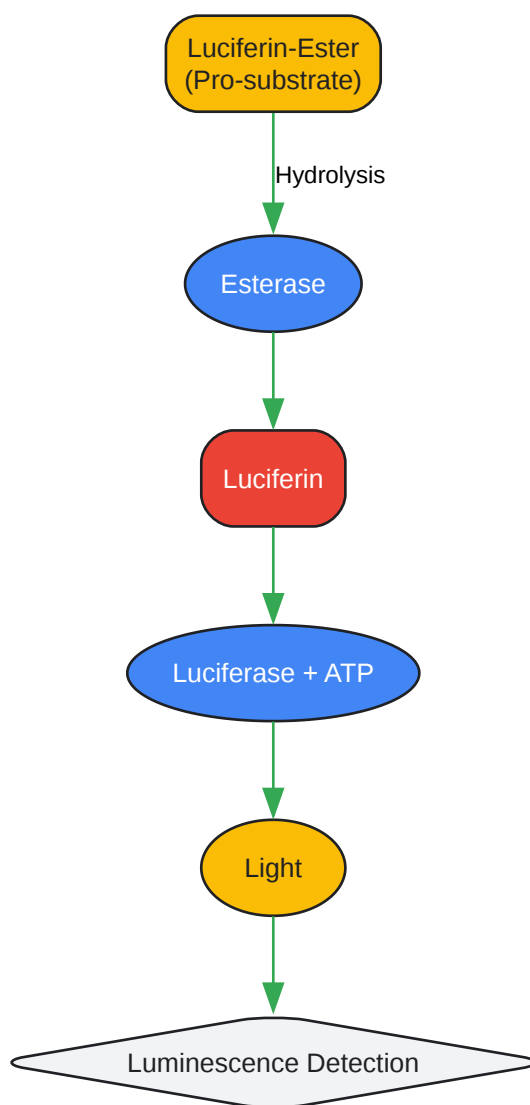 Luciferin-Ester
(Pro-substrate)
Hydrolysis
Esterase
Luciferin
Luciferase + ATP
Light
Luminescence Detection